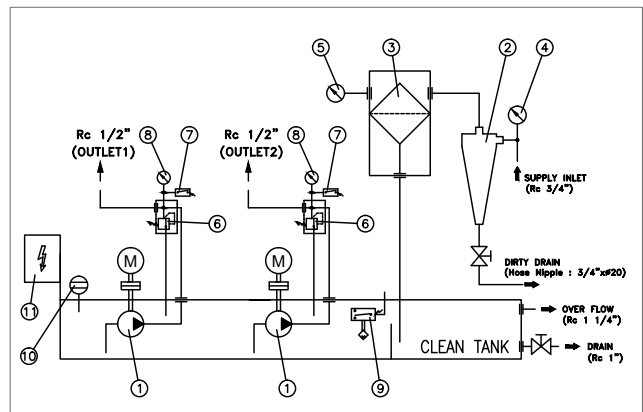 ⑤
③
②
④
Rc 1/2"
(OUTLET1)
⑧
⑦
Rc 1/2"
(OUTLET2)
⑧
⑦
SUPPLY INLET
(Rc 3/4")
⑥
⑥
M
M
DIRTY DRAIN
(Hose Nipple : 3/4"xø20)
⑪
⑩
OVER FLOW
(Rc 1 1/4")
CLEAN TANK
DRAIN
(Rc 1")
①
①
⑨